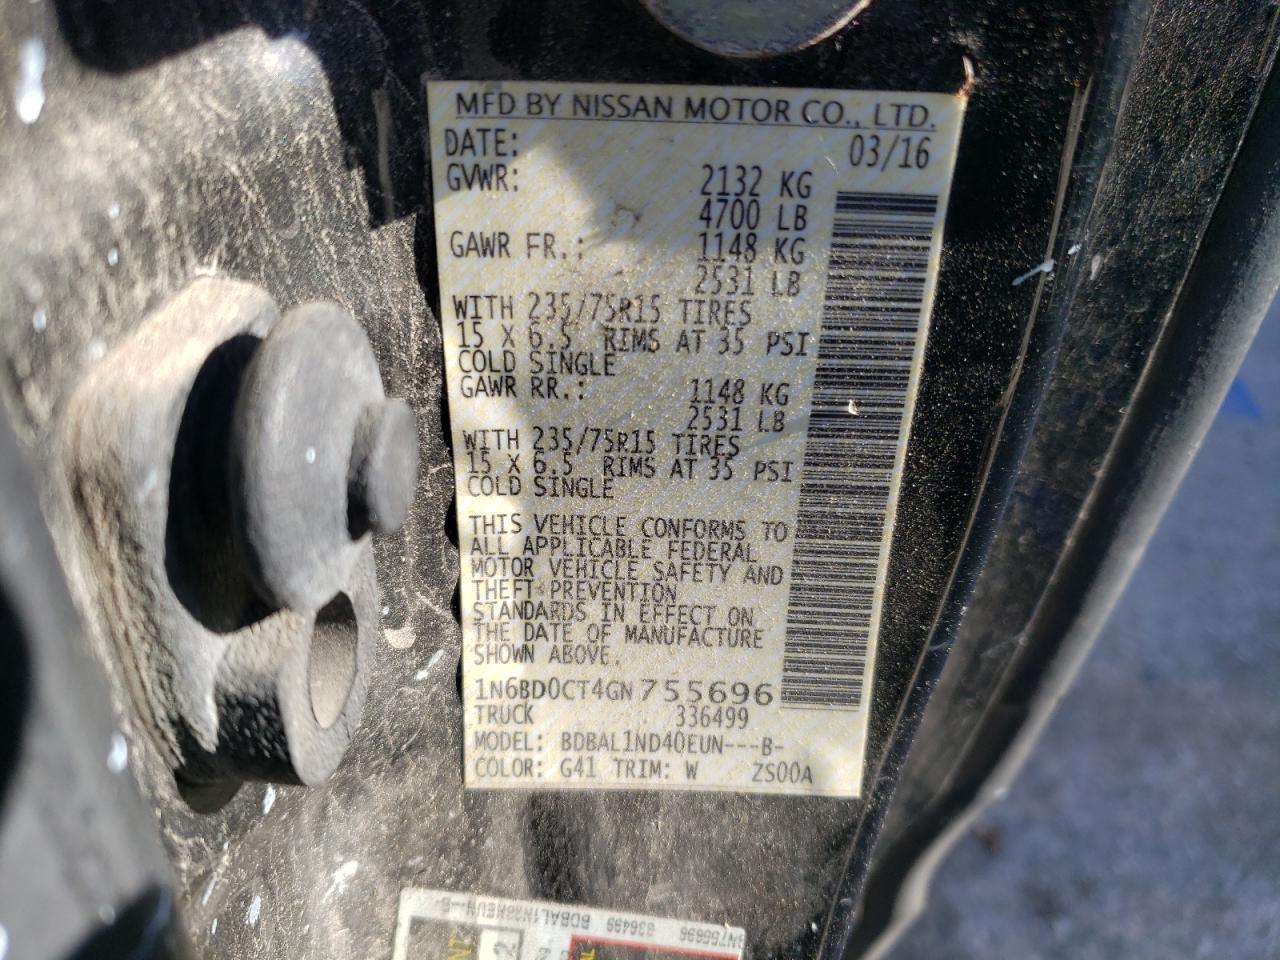 MFD BY NISSAN MOTOR CO., LTD.
DATE: 03/16
GVWR: 2132 KG
4700 LB
GAWR FR.: 1148 KG
2531 LB
WITH 235/75R15 TIRES
15 X 6.5 RIMS AT 35 PSI
COLD SINGLE
GAWR RR.: 1148 KG
2531 LB
WITH 235/75R15 TIRES
15 X 6.5 RIMS AT 35 PSI
COLD SINGLE
THIS VEHICLE CONFORMS TO
ALL APPLICABLE FEDERAL
MOTOR VEHICLE SAFETY AND
THEFT PREVENTION
STANDARDS IN EFFECT ON
THE DATE OF MANUFACTURE
SHOWN ABOVE.
1N6BD0CT4GN755696
TRUCK 336499
MODEL: BDBAL1ND40EUN---B-
COLOR: G41 TRIM: W ZS00A